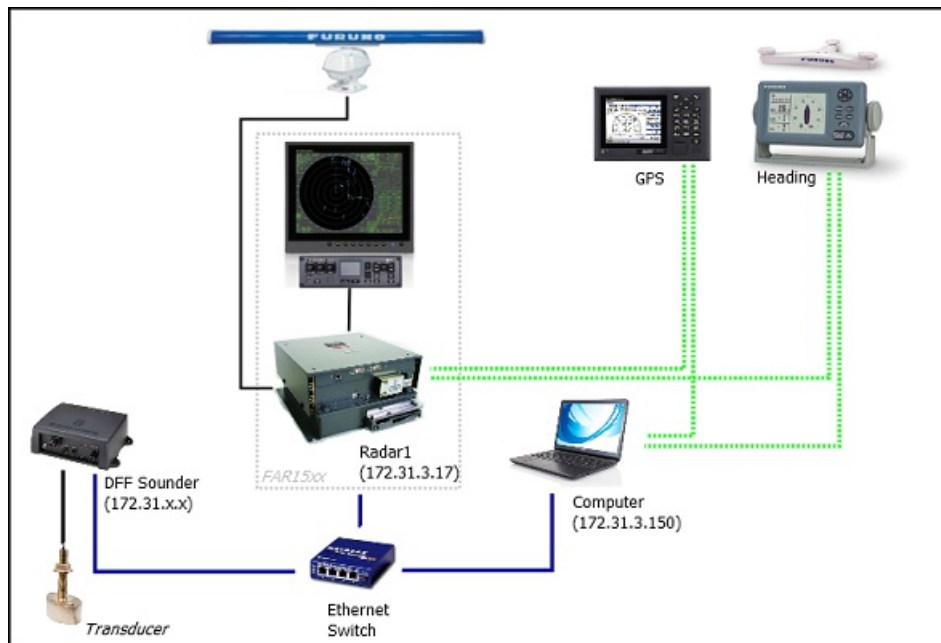 FURUNO
FURUNO
GPS
Heading
Radar1
(172.31.3.17)
FAR15xx
DFF Sounder
(172.31.x.x)
Computer
(172.31.3.150)
Ethernet
Switch
Transducer